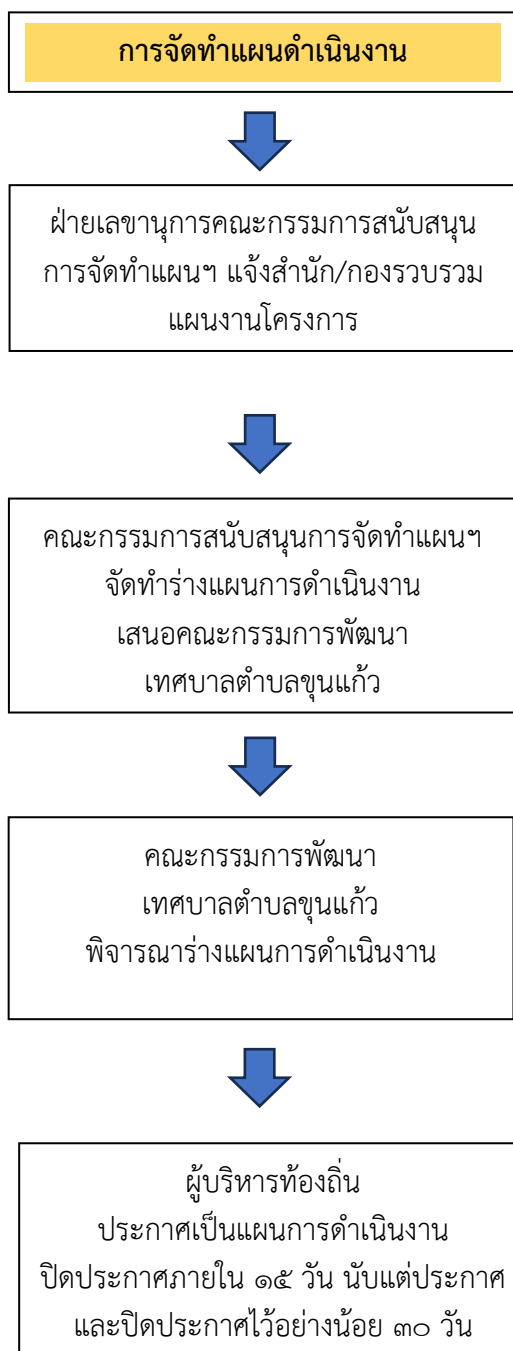 การจัดทำแผนดำเนินงาน
ฝ่ายเลขานุการคณะกรรมการสนับสนุน
การจัดทำแผนฯ แจ้งสำนัก/กองรวบรวม
แผนงานโครงการ
คณะกรรมการสนับสนุนการจัดทำแผนฯ
จัดทำร่างแผนการดำเนินงาน
เสนอคณะกรรมการพัฒนา
เทศบาลตำบลขุนแก้ว
คณะกรรมการพัฒนา
เทศบาลตำบลขุนแก้ว
พิจารณาร่างแผนการดำเนินงาน
ผู้บริหารท้องถิ่น
ประกาศเป็นแผนการดำเนินงาน
ปิดประกาศภายใน ๑๕ วัน นับแต่ประกาศ
และปิดประกาศไว้อย่างน้อย ๓๐ วัน